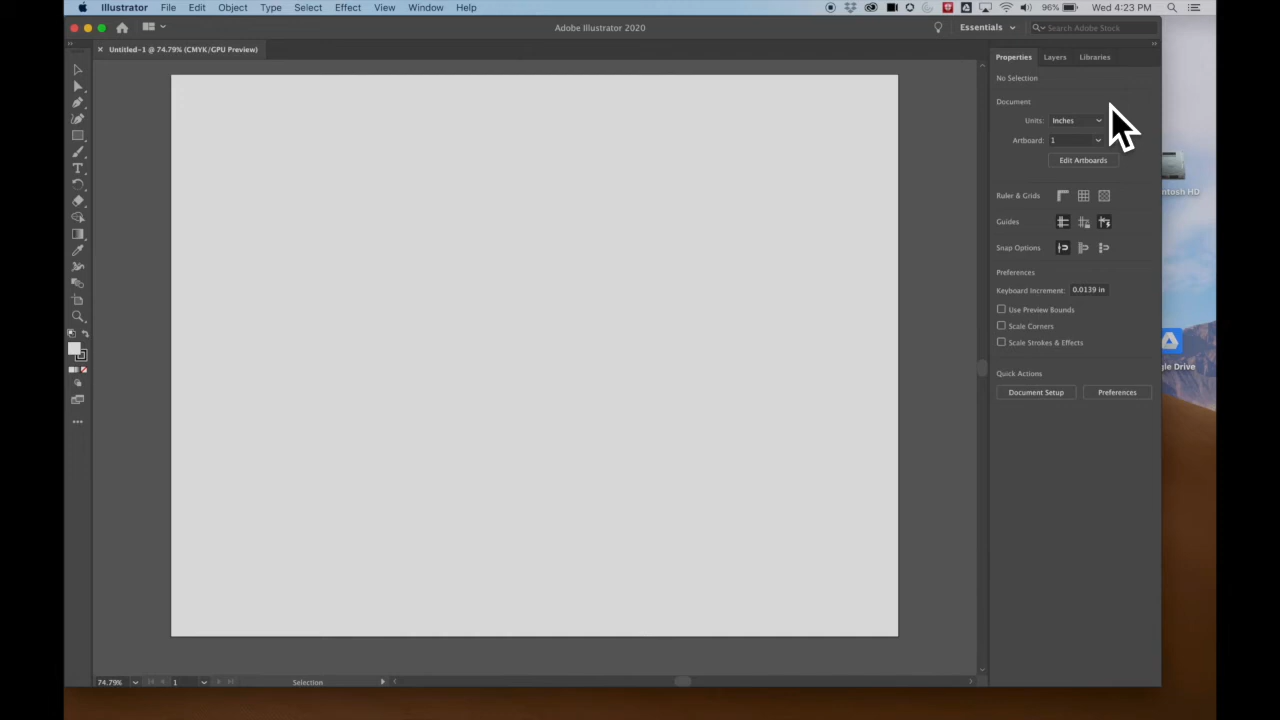 Illustrator File Edit Object Type Select Effect View Window Help 96% Wed 4:23 PM
Adobe Illustrator 2020 Essentials Search Adobe Stock
× Untitled-1 @ 74.79% (CMYK/GPU Preview)
Properties Layers Libraries
No Selection
Document
Units: Inches
Artboard: 1
Edit Artboards
Ruler & Grids
Guides
Snap Options
Preferences
Keyboard Increment: 0.0139 in
Use Preview Bounds
Scale Corners
Scale Strokes & Effects
Quick Actions
Document Setup Preferences
74.79% 1 Selection
ntosh HD
gle Drive